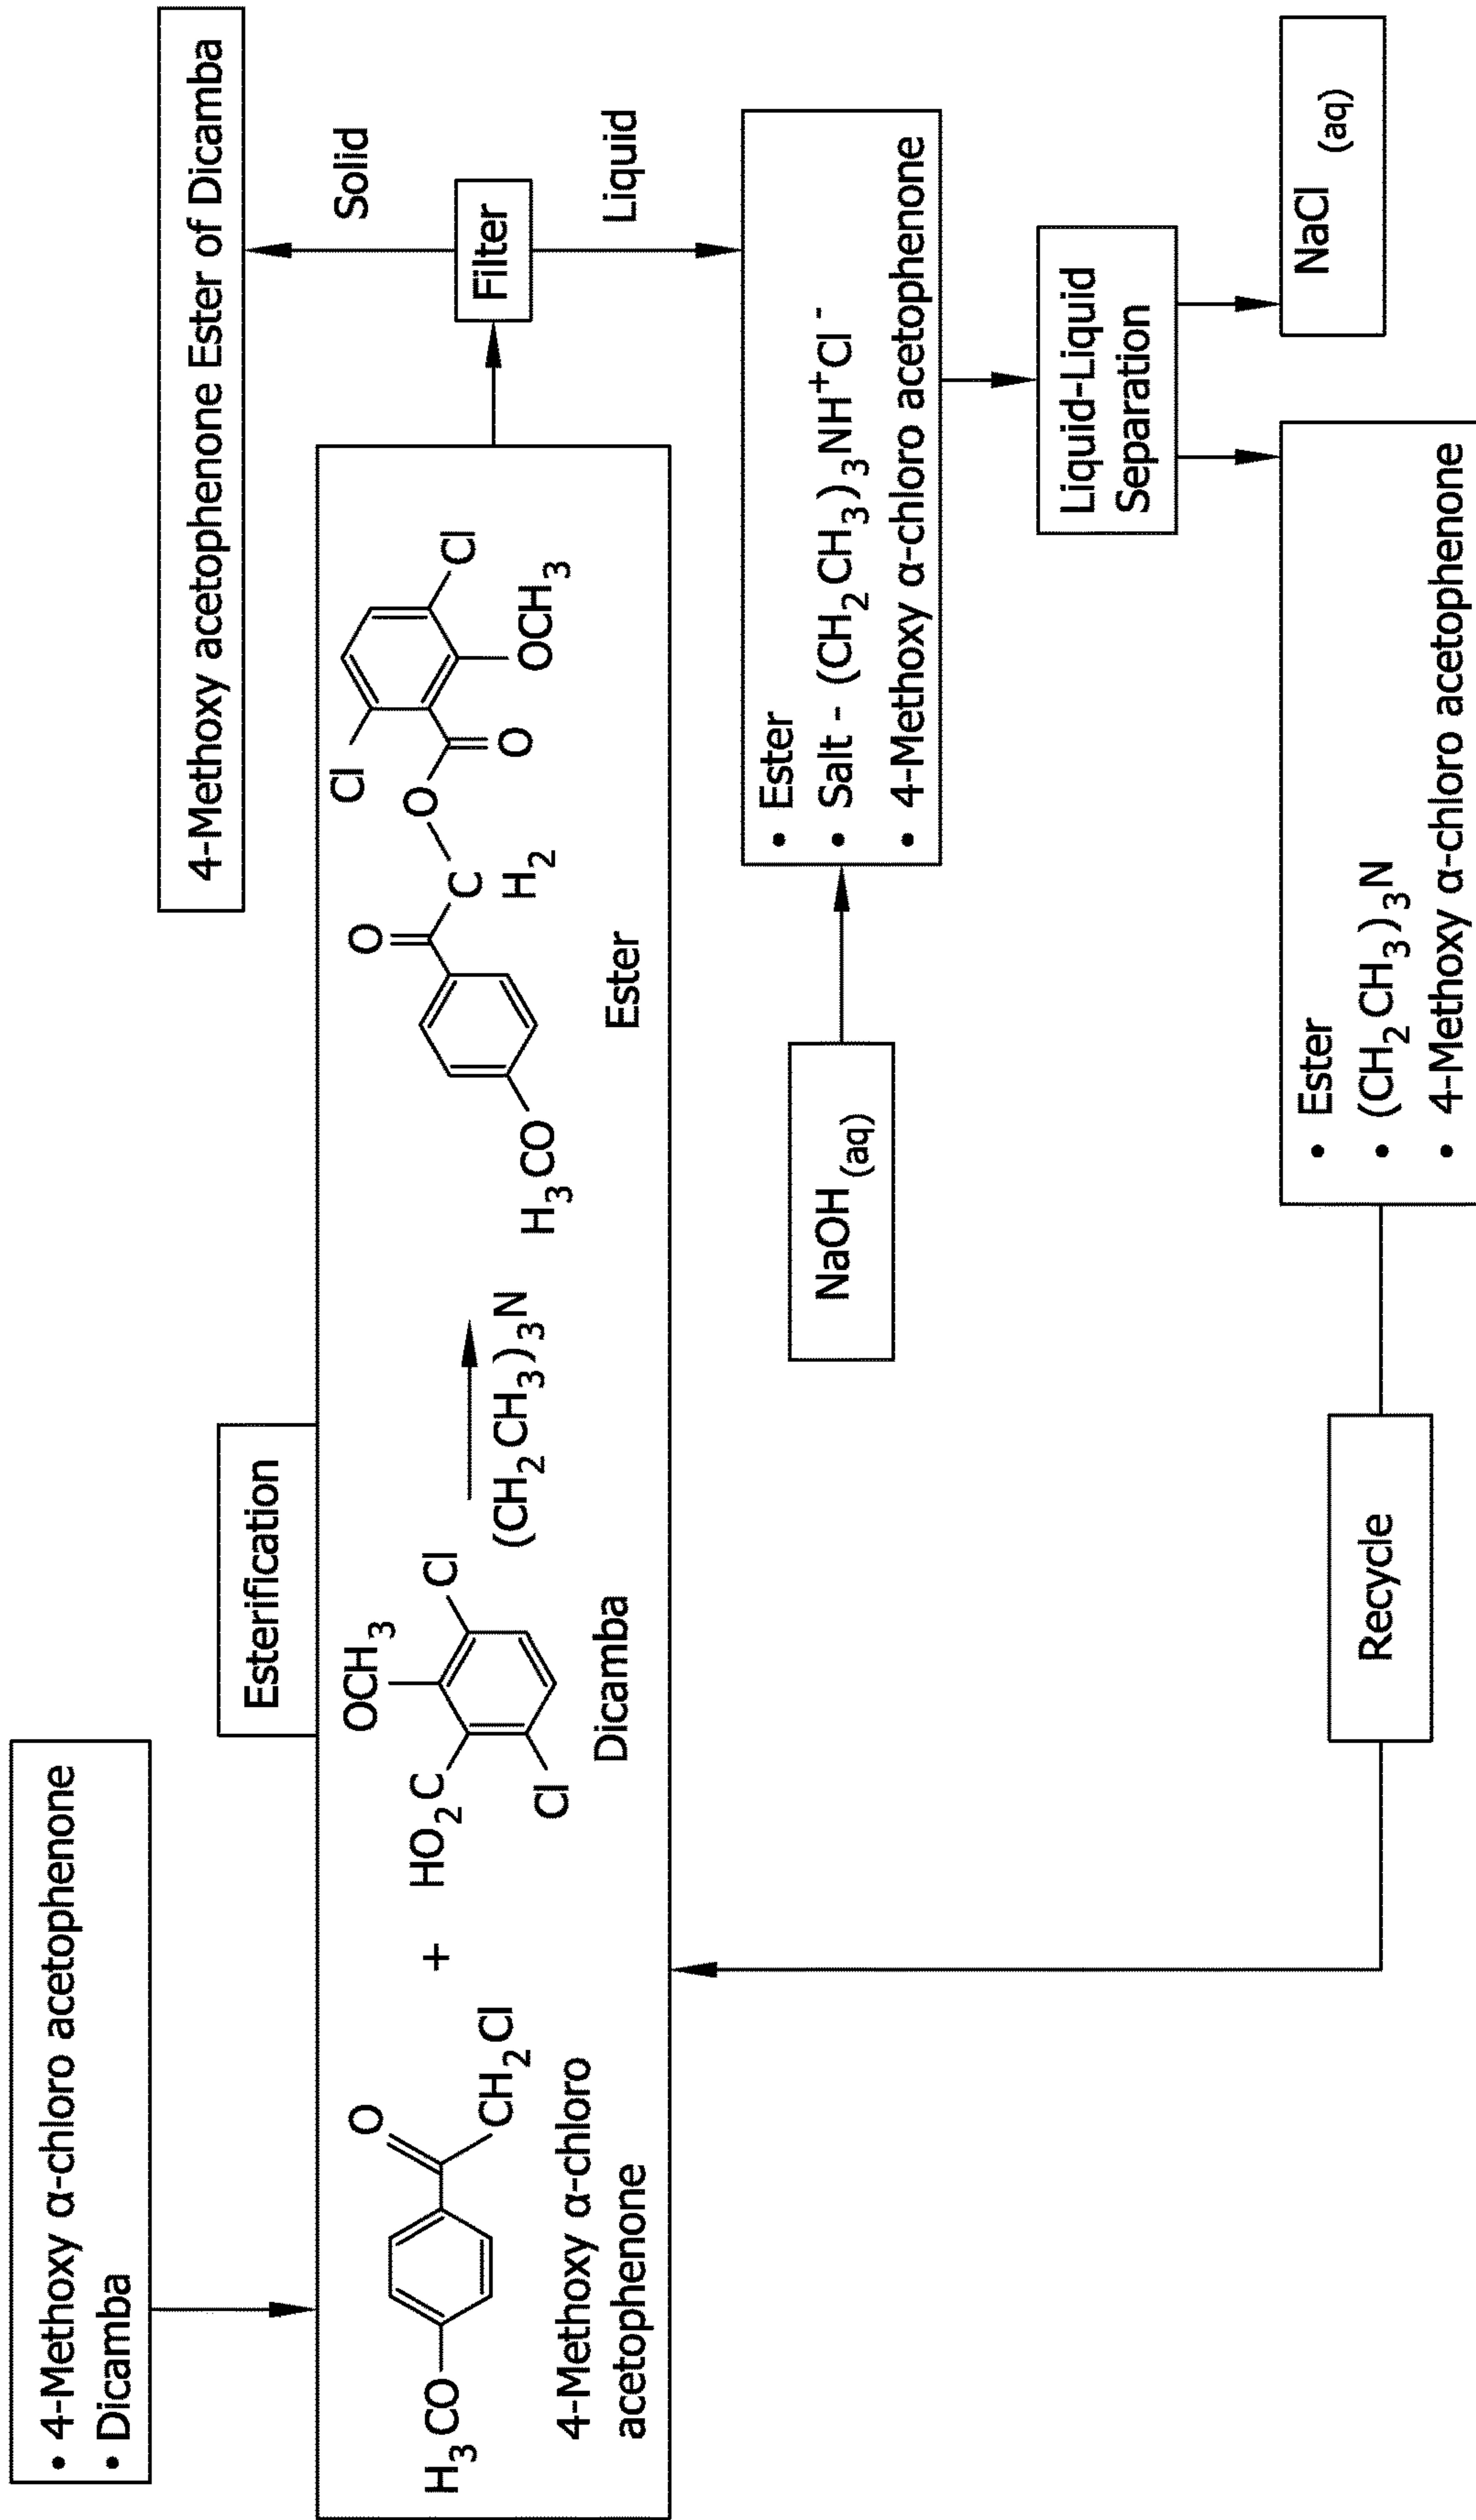 • 4-Methoxy α-chloro acetophenone
• Dicamba
Esterification
H3CO
O
CH2Cl
4-Methoxy α-chloro
acetophenone
+
HO2C
OCH3
Cl
Cl
Dicamba
(CH2CH3)3N
H3CO
O
C
H2
O
O
Cl
OCH3
Cl
Ester
Filter
Solid
4-Methoxy acetophenone Ester of Dicamba
Liquid
• Ester
• Salt - (CH2CH3)3NH+Cl-
• 4-Methoxy α-chloro acetophenone
NaOH (aq)
Liquid-Liquid
Separation
NaCl (aq)
• Ester
• (CH2CH3)3N
• 4-Methoxy α-chloro acetophenone
Recycle